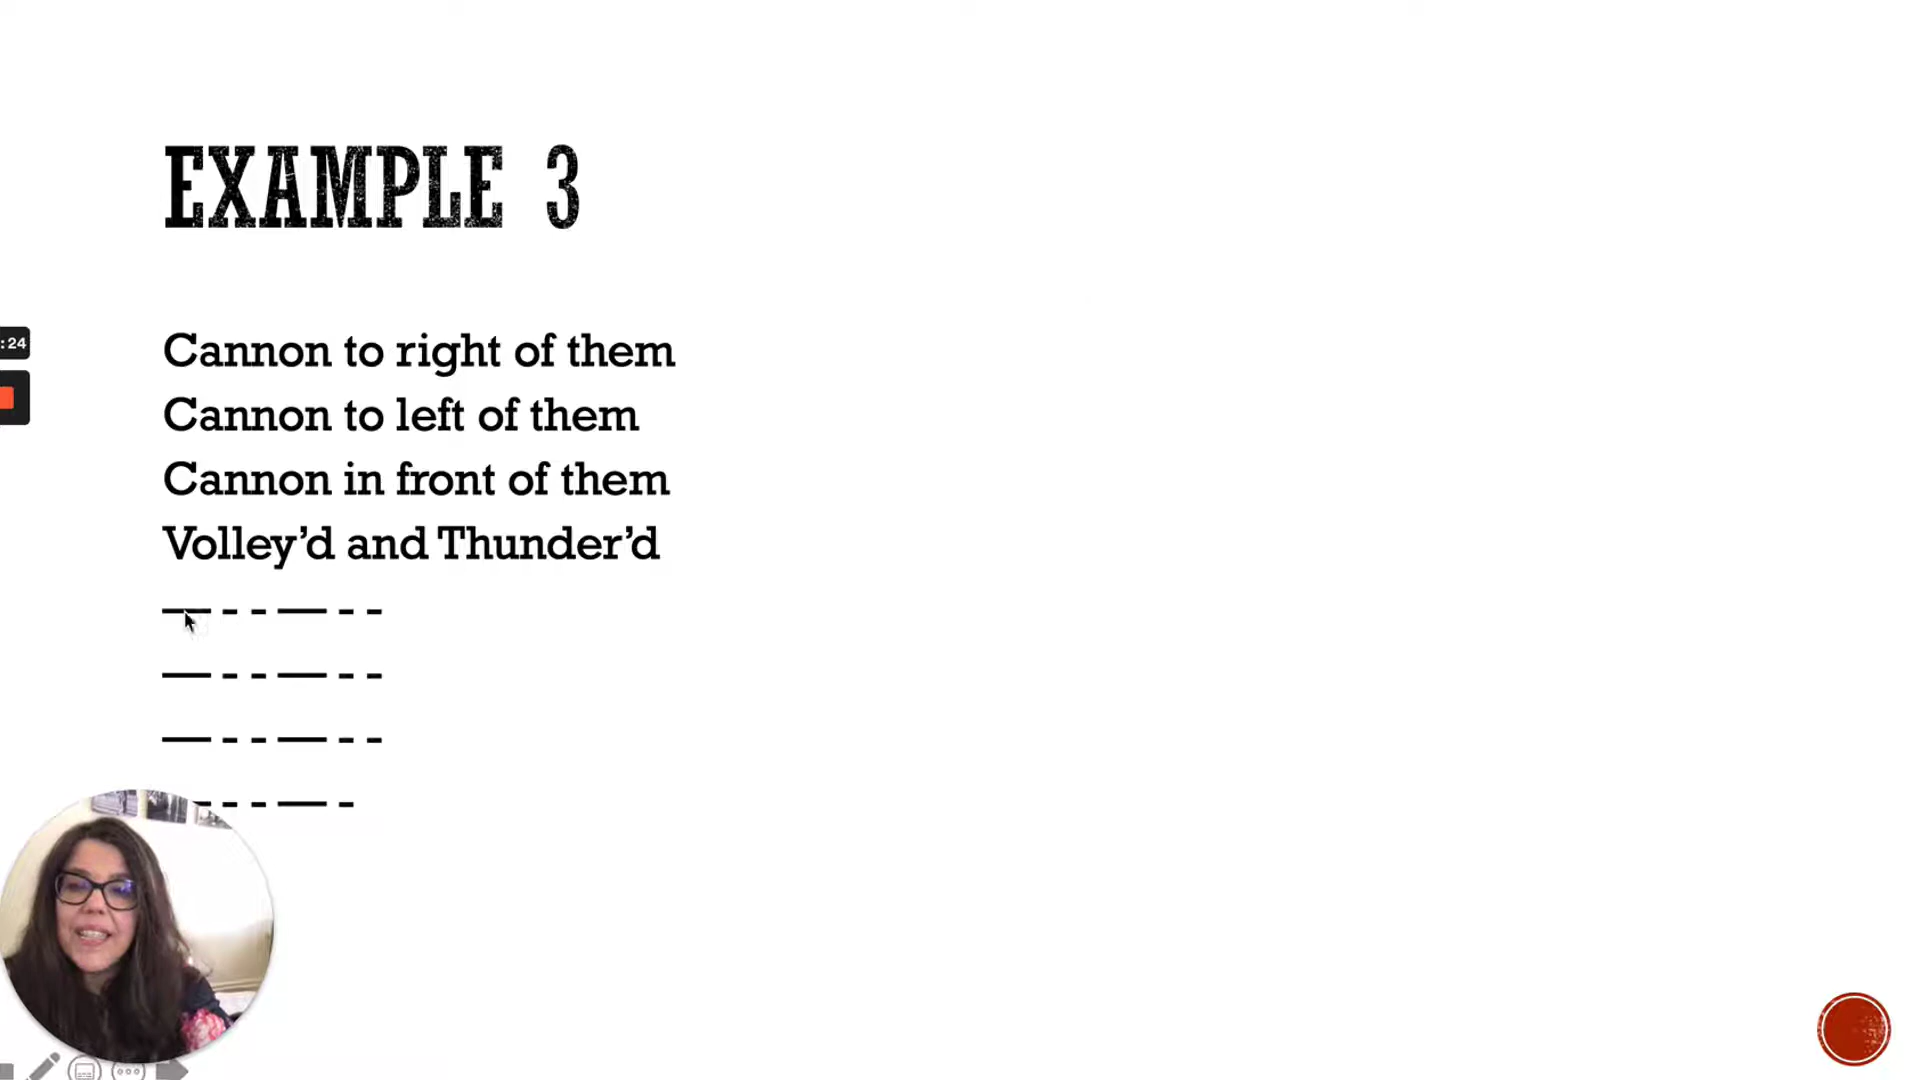 EXAMPLE 3
:24
Cannon to right of them
Cannon to left of them
Cannon in front of them
Volley’d and Thunder’d
— - - — - -
— - - — - -
— - - — - -
- - — -